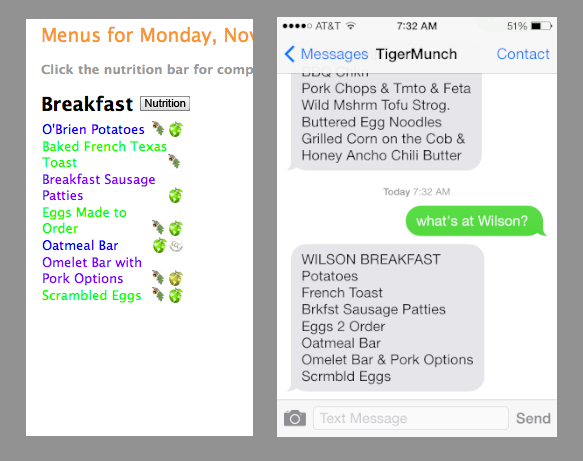 Menus for Monday, Nov
Click the nutrition bar for comp
Breakfast Nutrition
O'Brien Potatoes
Baked French Texas
Toast
Breakfast Sausage
Patties
Eggs Made to
Order
Oatmeal Bar
Omelet Bar with
Pork Options
Scrambled Eggs
AT&T 7:32 AM 51%
Messages TigerMunch Contact
BBQ Chkn
Pork Chops & Tmto & Feta
Wild Mshrm Tofu Strog.
Buttered Egg Noodles
Grilled Corn on the Cob &
Honey Ancho Chili Butter
Today 7:32 AM
what's at Wilson?
WILSON BREAKFAST
Potatoes
French Toast
Brkfst Sausage Patties
Eggs 2 Order
Oatmeal Bar
Omelet Bar & Pork Options
Scrmbld Eggs
Text Message Send